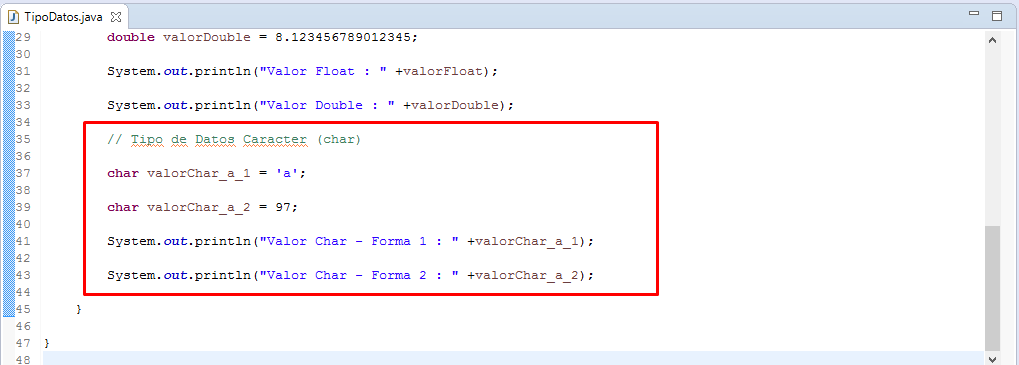 TipoDatos.java
29 double valorDouble = 8.123456789012345;
30
31 System.out.println("Valor Float : " +valorFloat);
32
33 System.out.println("Valor Double : " +valorDouble);
34
35 // Tipo de Datos Caracter (char)
36
37 char valorChar_a_1 = 'a';
38
39 char valorChar_a_2 = 97;
40
41 System.out.println("Valor Char - Forma 1 : " +valorChar_a_1);
42
43 System.out.println("Valor Char - Forma 2 : " +valorChar_a_2);
44
45 }
46
47 }
48